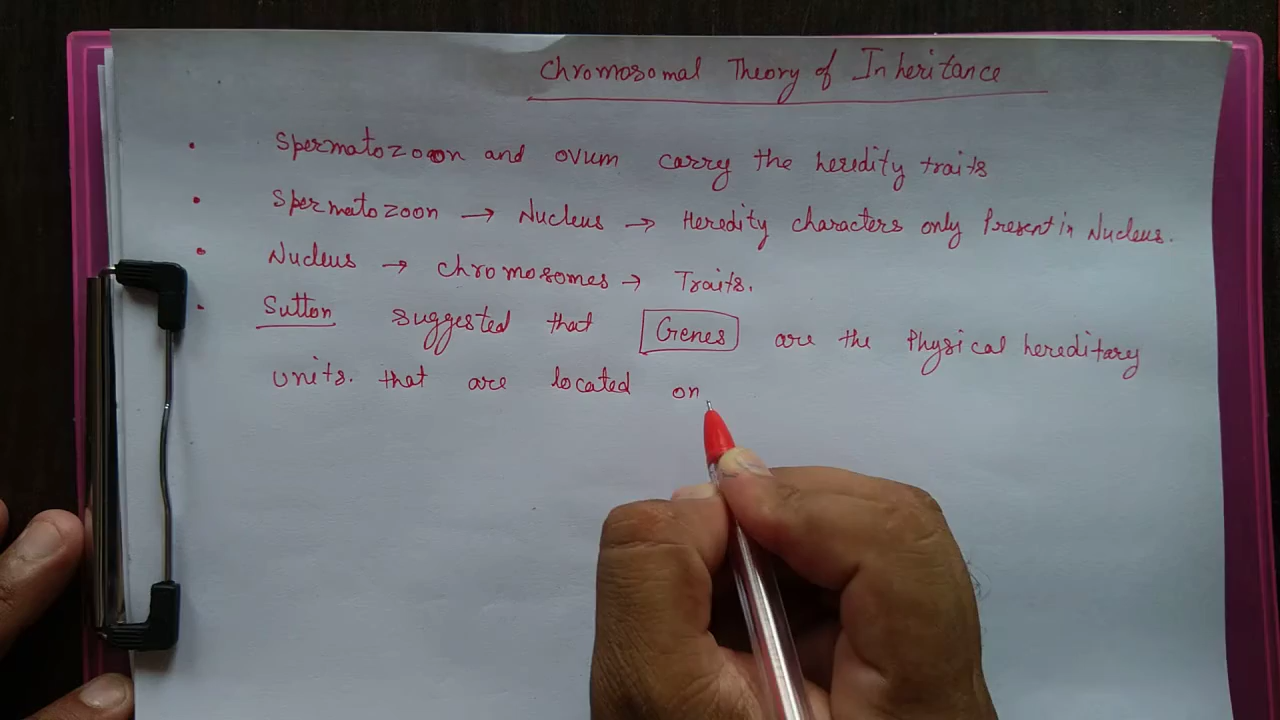 Chromosomal Theory of Inheritance
• Spermatozoon and ovum carry the heredity traits
• Spermatozoon → Nucleus → Heredity characters only Present in Nucleus.
• Nucleus → chromosomes → Traits.
• Sutton suggested that Genes are the Physical hereditary
units. that are located on